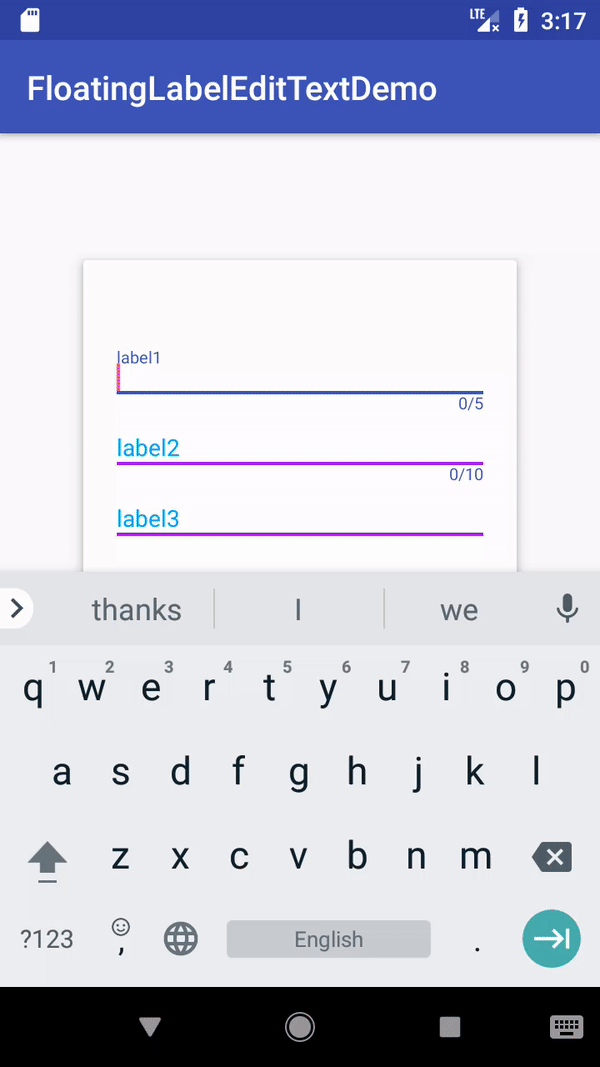 LTE 3:17
FloatingLabelEditTextDemo
label1
0/5
label2
0/10
label3
thanks I we
1 2 3 4 5 6 7 8 9 0
q w e r t y u i o p
a s d f g h j k l
z x c v b n m
?123 , English .